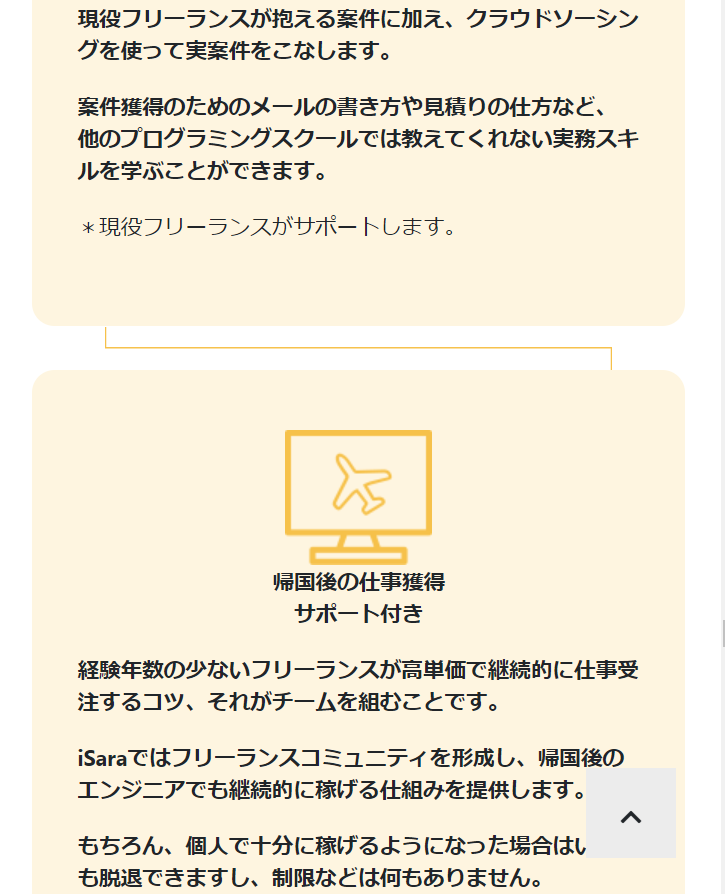 現役フリーランスが抱える案件に加え、クラウドソーシン
グを使って実案件をこなします。
案件獲得のためのメールの書き方や見積りの仕方など、
他のプログラミングスクールでは教えてくれない実務スキ
ルを学ぶことができます。
＊現役フリーランスがサポートします。
帰国後の仕事獲得
サポート付き
経験年数の少ないフリーランスが高単価で継続的に仕事受
注するコツ、それがチームを組むことです。
iSaraではフリーランスコミュニティを形成し、帰国後の
エンジニアでも継続的に稼げる仕組みを提供します。
もちろん、個人で十分に稼げるようになった場合は
も脱退できますし、制限などは何もありません。